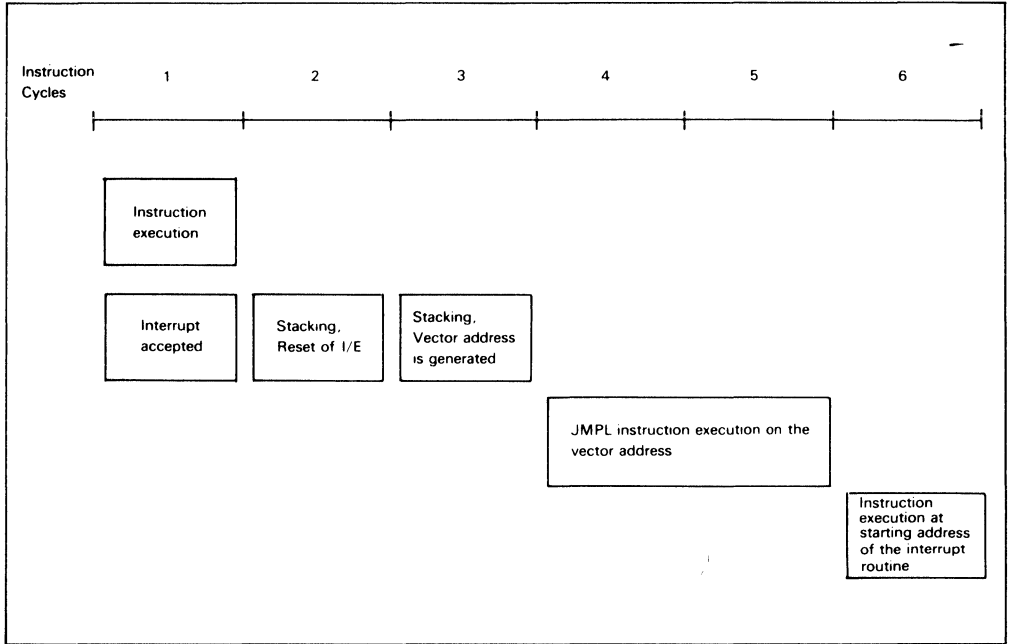 Instruction
Cycles
1 2 3 4 5 6
Instruction
execution
Interrupt
accepted
Stacking,
Reset of I/E
Stacking,
Vector address
is generated
JMPL instruction execution on the
vector address
Instruction
execution at
starting address
of the interrupt
routine